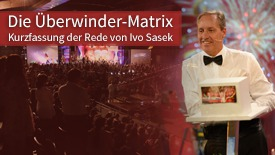 Die Überwinder-Matrix
Kurzfassung der Rede von Ivo Sasek